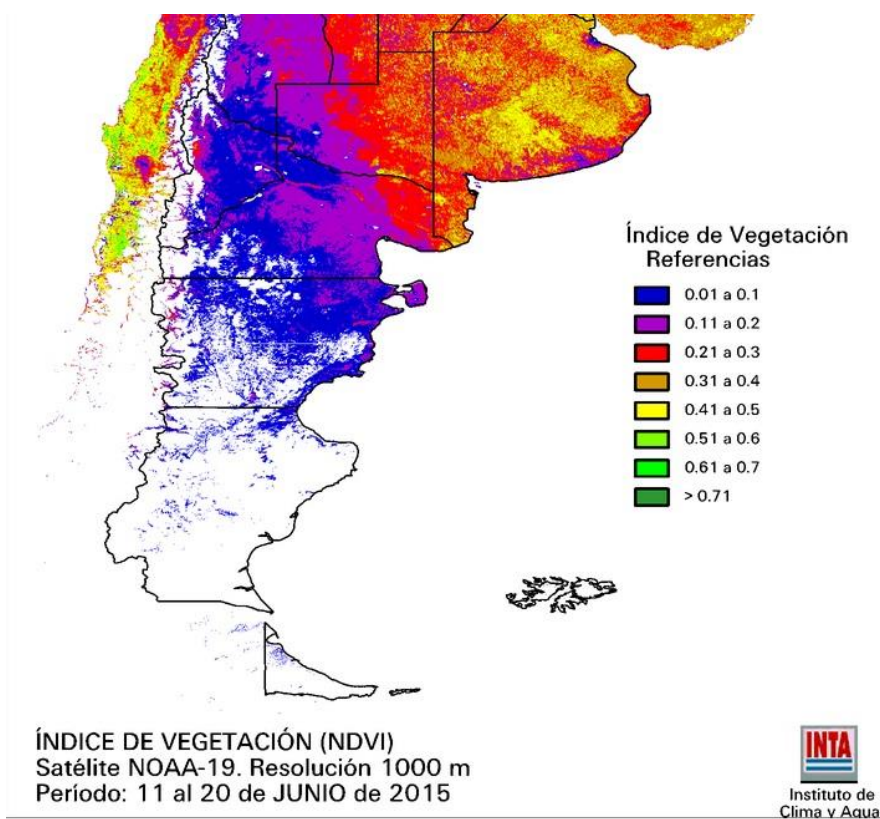 Índice de Vegetación
Referencias
0.01 a 0.1
0.11 a 0.2
0.21 a 0.3
0.31 a 0.4
0.41 a 0.5
0.51 a 0.6
0.61 a 0.7
> 0.71
ÍNDICE DE VEGETACIÓN (NDVI)
Satélite NOAA-19. Resolución 1000 m
Período: 11 al 20 de JUNIO de 2015
INTA
Instituto de
Clima y Agua